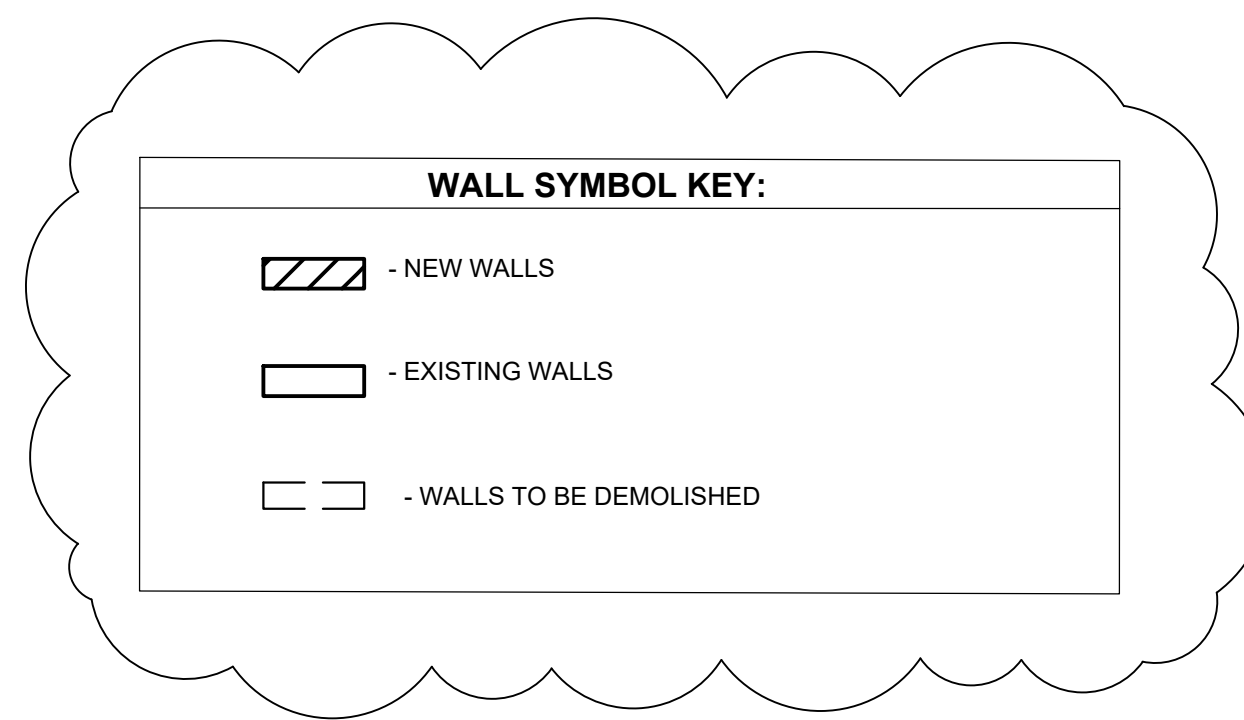 WALL SYMBOL KEY:
- NEW WALLS
- EXISTING WALLS
- WALLS TO BE DEMOLISHED